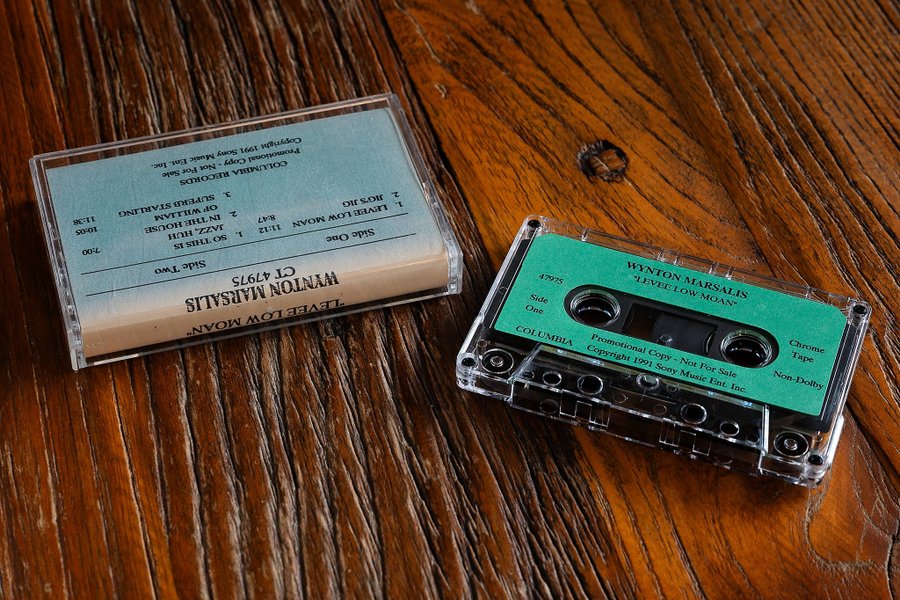 "LEVEE LOW MOAN"
WYNTON MARSALIS
CT 47975
Side One
1. LEVEE LOW MOAN 11:12
2. JIG'S JIG 8:47
Side Two
1. SO THIS IS
JAZZ, HUH 7:00
2. IN THE HOUSE
OF WILLIAM 10:05
3. SUPERB STARLING 11:38
COLUMBIA RECORDS
Promotional Copy - Not For Sale
Copyright 1991 Sony Music Ent. Inc.
WYNTON MARSALIS
"LEVEE LOW MOAN"
47975
Side
One
Chrome
Tape
COLUMBIA
Non-Dolby
Promotional Copy - Not For Sale
Copyright 1991 Sony Music Ent. Inc.